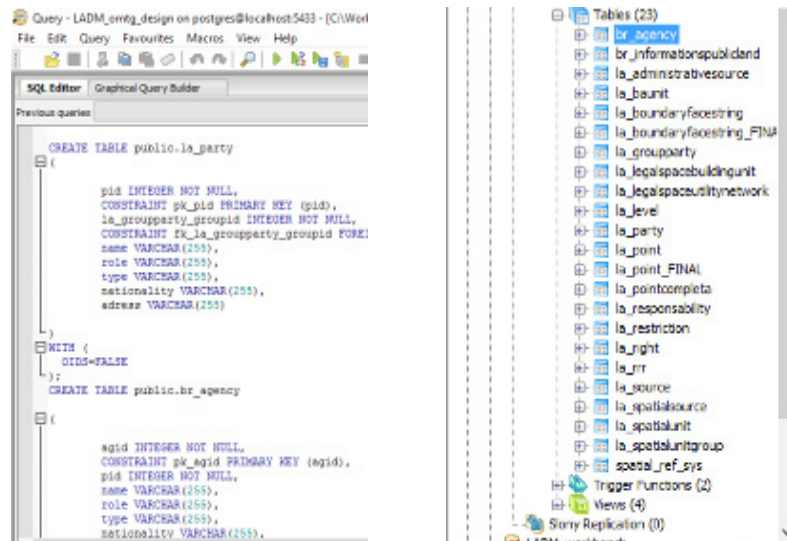 Query - LADM_omtg_design on postgres@localhost:5433 - [C:\Worl
File Edit Query Favourites Macros View Help
SQL Editor Graphical Query Builder
Previous queries
CREATE TABLE public.la_party
(
pid INTEGER NOT NULL,
CONSTRAINT pk_pid PRIMARY KEY (pid),
la_groupparty_groupid INTEGER NOT NULL,
CONSTRAINT fk_la_groupparty_groupid FOREI
name VARCHAR(255),
role VARCHAR(255),
type VARCHAR(255),
nationality VARCHAR(255),
adress VARCHAR(255)
)
WITH (
OIDS=FALSE
);
CREATE TABLE public.br_agency
(
agid INTEGER NOT NULL,
CONSTRAINT pk_agid PRIMARY KEY (agid),
pid INTEGER NOT NULL,
name VARCHAR(255),
role VARCHAR(255),
type VARCHAR(255),
nationality VARCHAR(255),
Tables (23)
br_agency
br_informationspublicland
la_administrativesource
la_baunit
la_boundaryfacestring
la_boundaryfacestring_FINA
la_groupparty
la_legalspacebuildingunit
la_legalspaceutilitynetwork
la_level
la_party
la_point
la_point_FINAL
la_pointcompleta
la_responsability
la_restriction
la_right
la_rrr
la_source
la_spatialsource
la_spatialunit
la_spatialunitgroup
spatial_ref_sys
Trigger Functions (2)
Views (4)
Slony Replication (0)